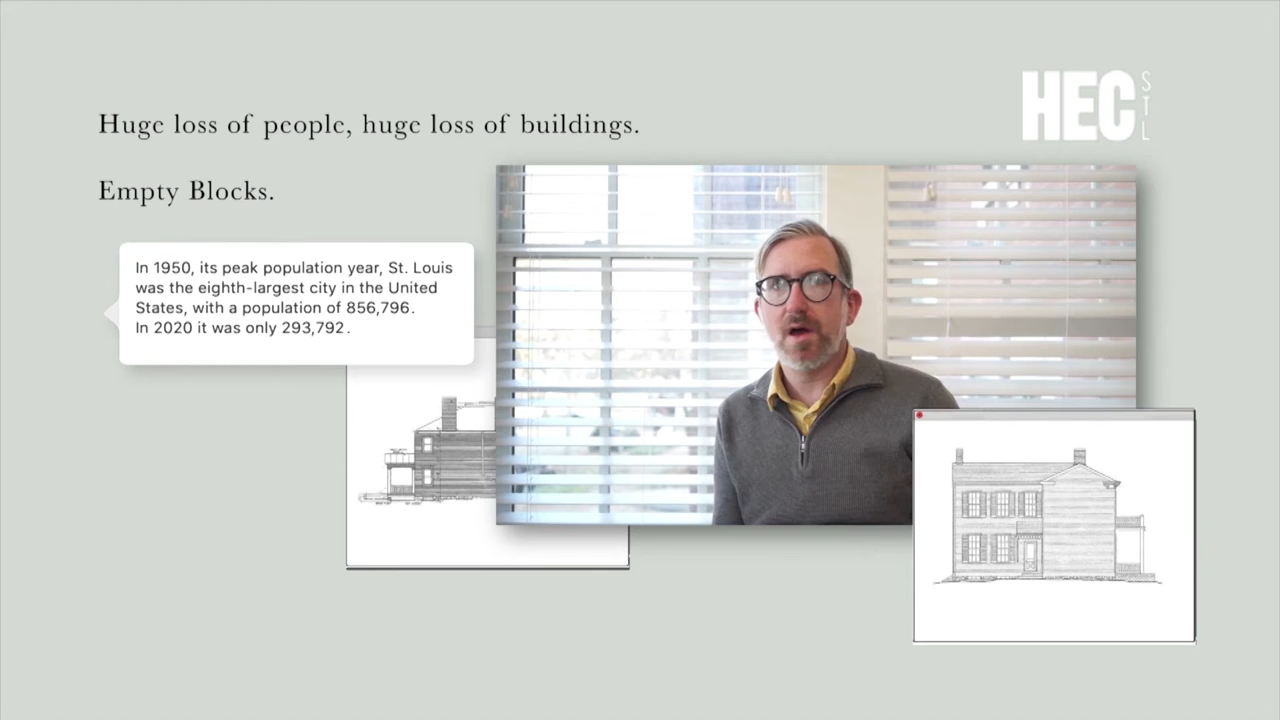 HEC
STL
Huge loss of people, huge loss of buildings.
Empty Blocks.
In 1950, its peak population year, St. Louis
was the eighth-largest city in the United
States, with a population of 856,796.
In 2020 it was only 293,792.